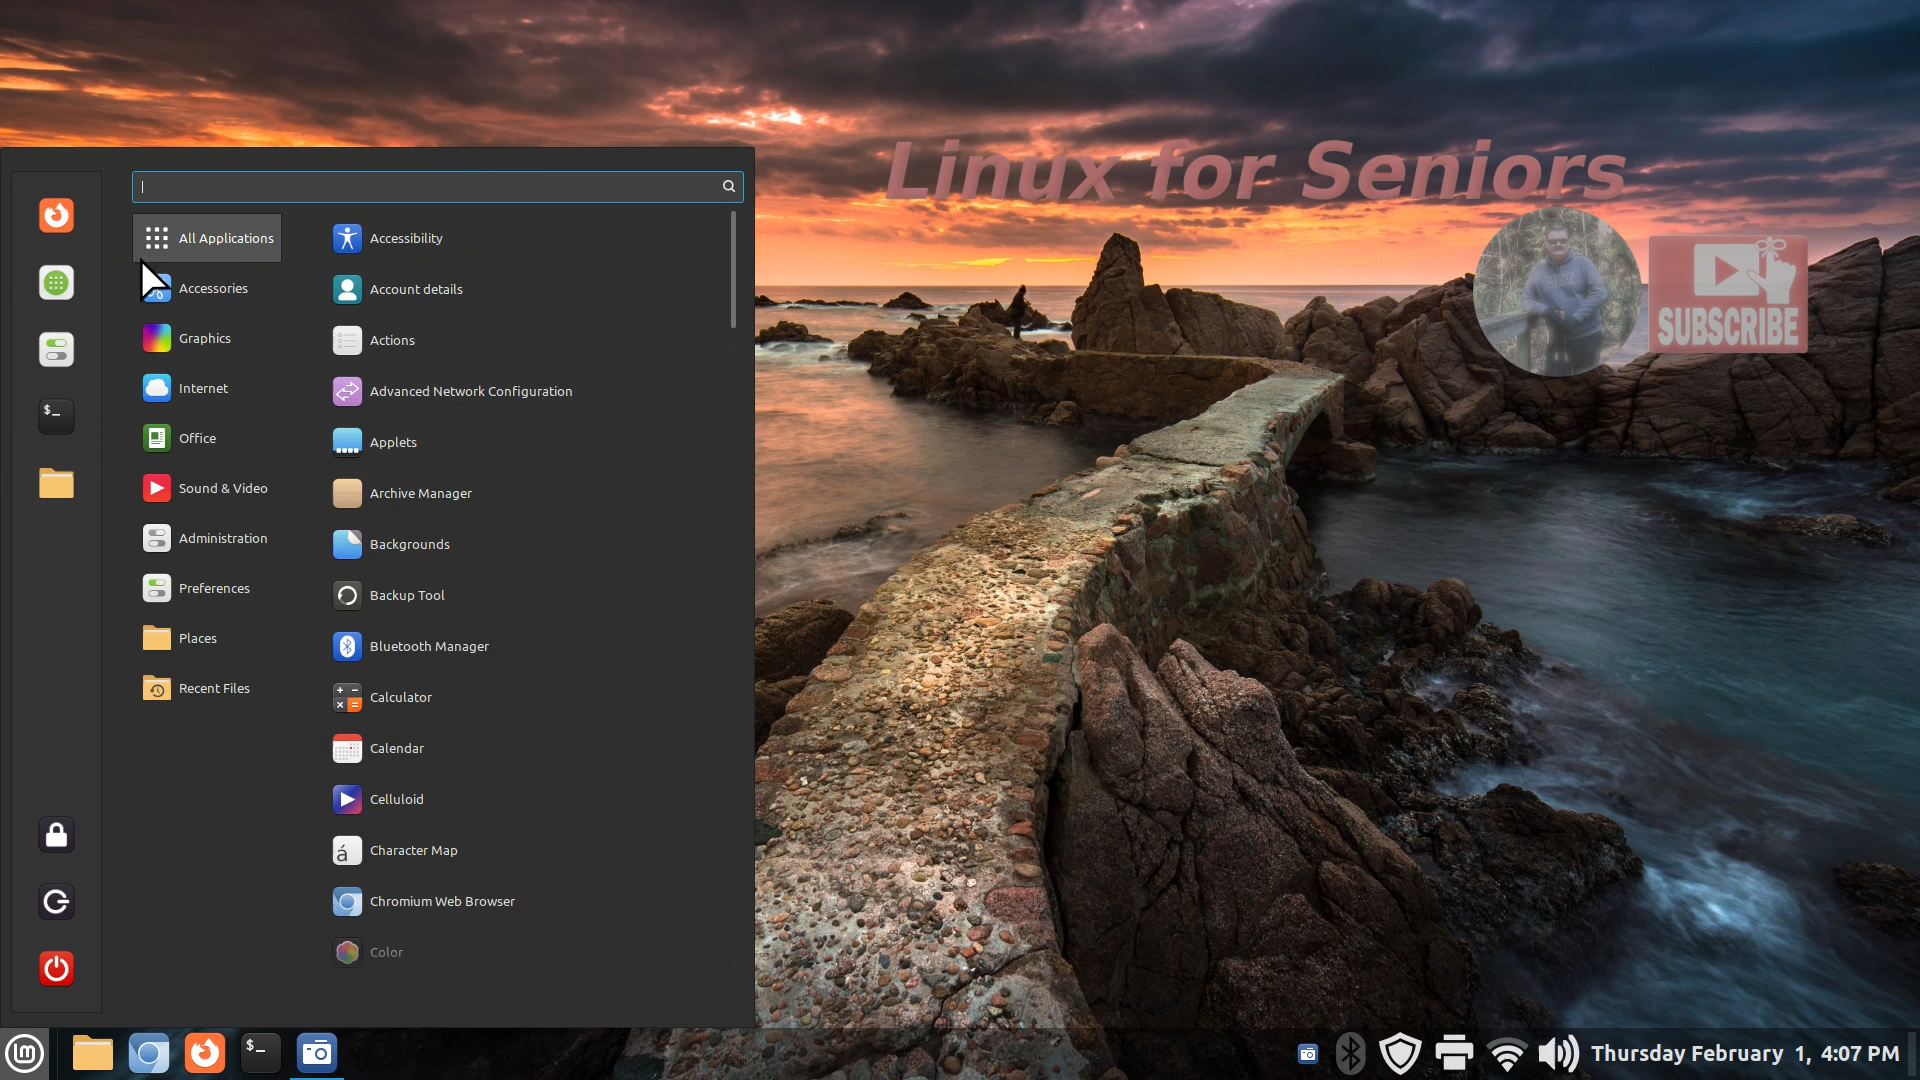 Linux for Seniors
SUBSCRIBE
All Applications
Accessories
Graphics
Internet
Office
Sound & Video
Administration
Preferences
Places
Recent Files
Accessibility
Account details
Actions
Advanced Network Configuration
Applets
Archive Manager
Backgrounds
Backup Tool
Bluetooth Manager
Calculator
Calendar
Celluloid
Character Map
Chromium Web Browser
Color
$_
á
$_
Thursday February 1, 4:07 PM